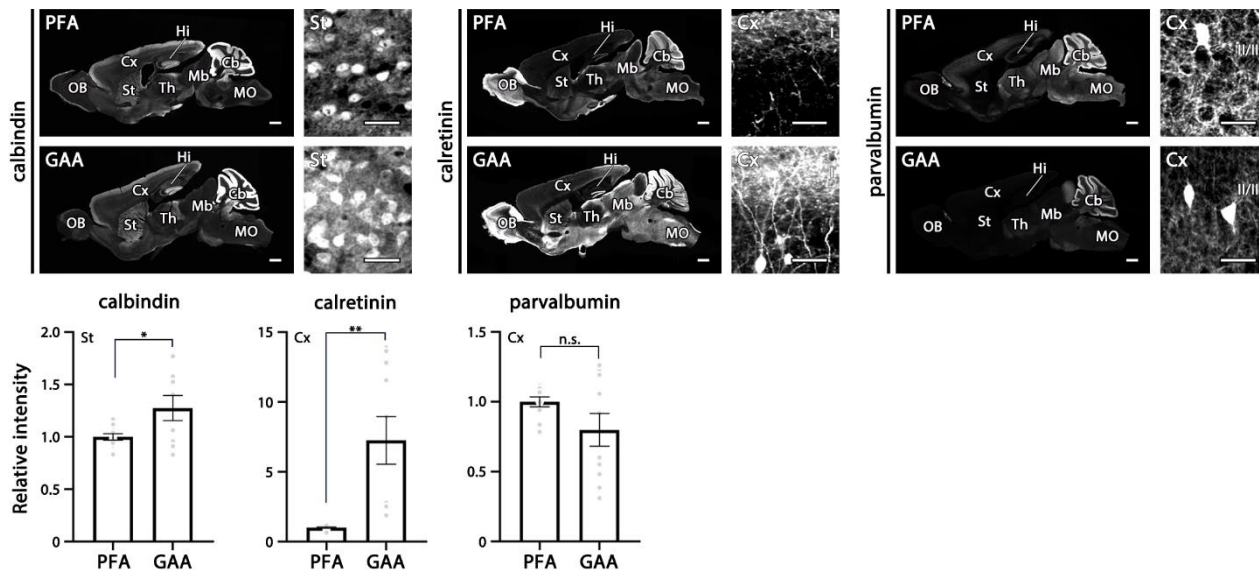 calbindin
PFA
Hi
Cx
Cb
Mb
OB
St
Th
MO
St
GAA
Hi
Cx
Cb
Mb
OB
St
Th
MO
St
calretinin
PFA
Hi
Cx
Cb
Mb
OB
St
Th
MO
Cx
I
GAA
Hi
Cx
Cb
Mb
OB
St
Th
MO
Cx
parvalbumin
PFA
Hi
Cx
Cb
Mb
OB
St
Th
MO
Cx
GAA
Hi
Cx
Cb
Mb
OB
St
Th
MO
Cx
calbindin
Relative intensity
2.0
1.5
1.0
0.5
0
St
*
PFA GAA
calretinin
15
10
5
0
Cx
**
PFA GAA
parvalbumin
1.5
1.0
0.5
0
Cx
n.s.
PFA GAA